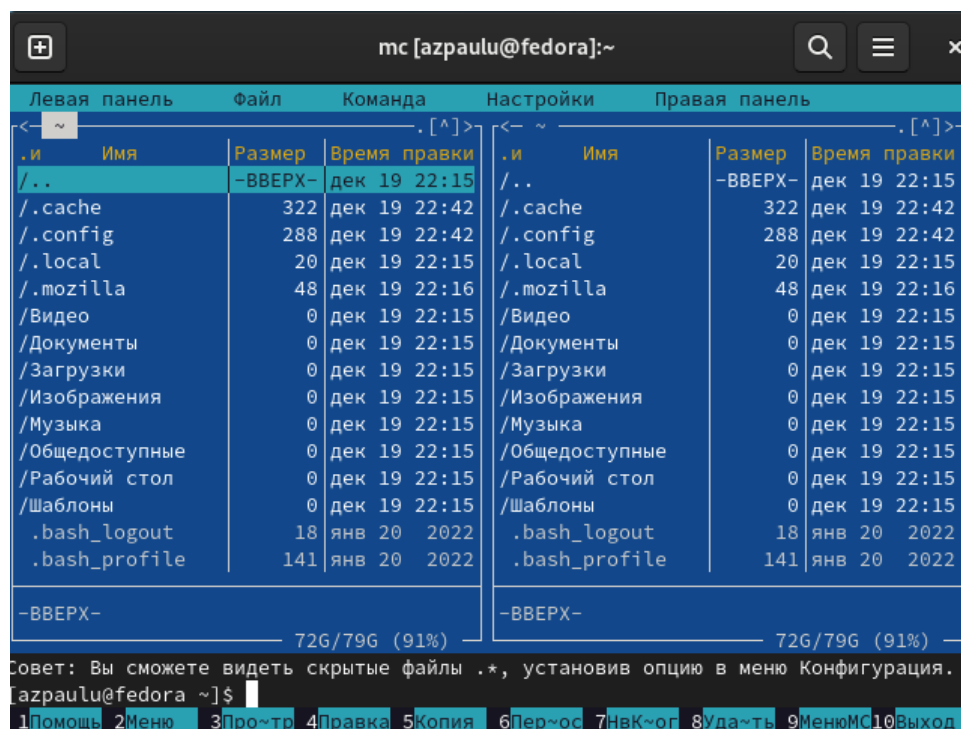 mc [azpaulu@fedora]:~
Левая панель Файл Команда Настройки Правая панель
<— ~ .[^]> <— ~ .[^]>
.и Имя Размер Время правки .и Имя Размер Время правки
/.. -ВВЕРХ- дек 19 22:15 /.. -ВВЕРХ- дек 19 22:15
/.cache 322 дек 19 22:42 /.cache 322 дек 19 22:42
/.config 288 дек 19 22:42 /.config 288 дек 19 22:42
/.local 20 дек 19 22:15 /.local 20 дек 19 22:15
/.mozilla 48 дек 19 22:16 /.mozilla 48 дек 19 22:16
/Видео 0 дек 19 22:15 /Видео 0 дек 19 22:15
/Документы 0 дек 19 22:15 /Документы 0 дек 19 22:15
/Загрузки 0 дек 19 22:15 /Загрузки 0 дек 19 22:15
/Изображения 0 дек 19 22:15 /Изображения 0 дек 19 22:15
/Музыка 0 дек 19 22:15 /Музыка 0 дек 19 22:15
/Общедоступные 0 дек 19 22:15 /Общедоступные 0 дек 19 22:15
/Рабочий стол 0 дек 19 22:15 /Рабочий стол 0 дек 19 22:15
/Шаблоны 0 дек 19 22:15 /Шаблоны 0 дек 19 22:15
.bash_logout 18 янв 20 2022 .bash_logout 18 янв 20 2022
.bash_profile 141 янв 20 2022 .bash_profile 141 янв 20 2022
-ВВЕРХ- -ВВЕРХ-
72G/79G (91%) 72G/79G (91%)
Совет: Вы сможете видеть скрытые файлы .*, установив опцию в меню Конфигурация.
[azpaulu@fedora ~]$
1Помощь 2Меню 3Про~тр 4Правка 5Копия 6Пер~ос 7НвК~ог 8Уда~ть 9МенюMC 10Выход